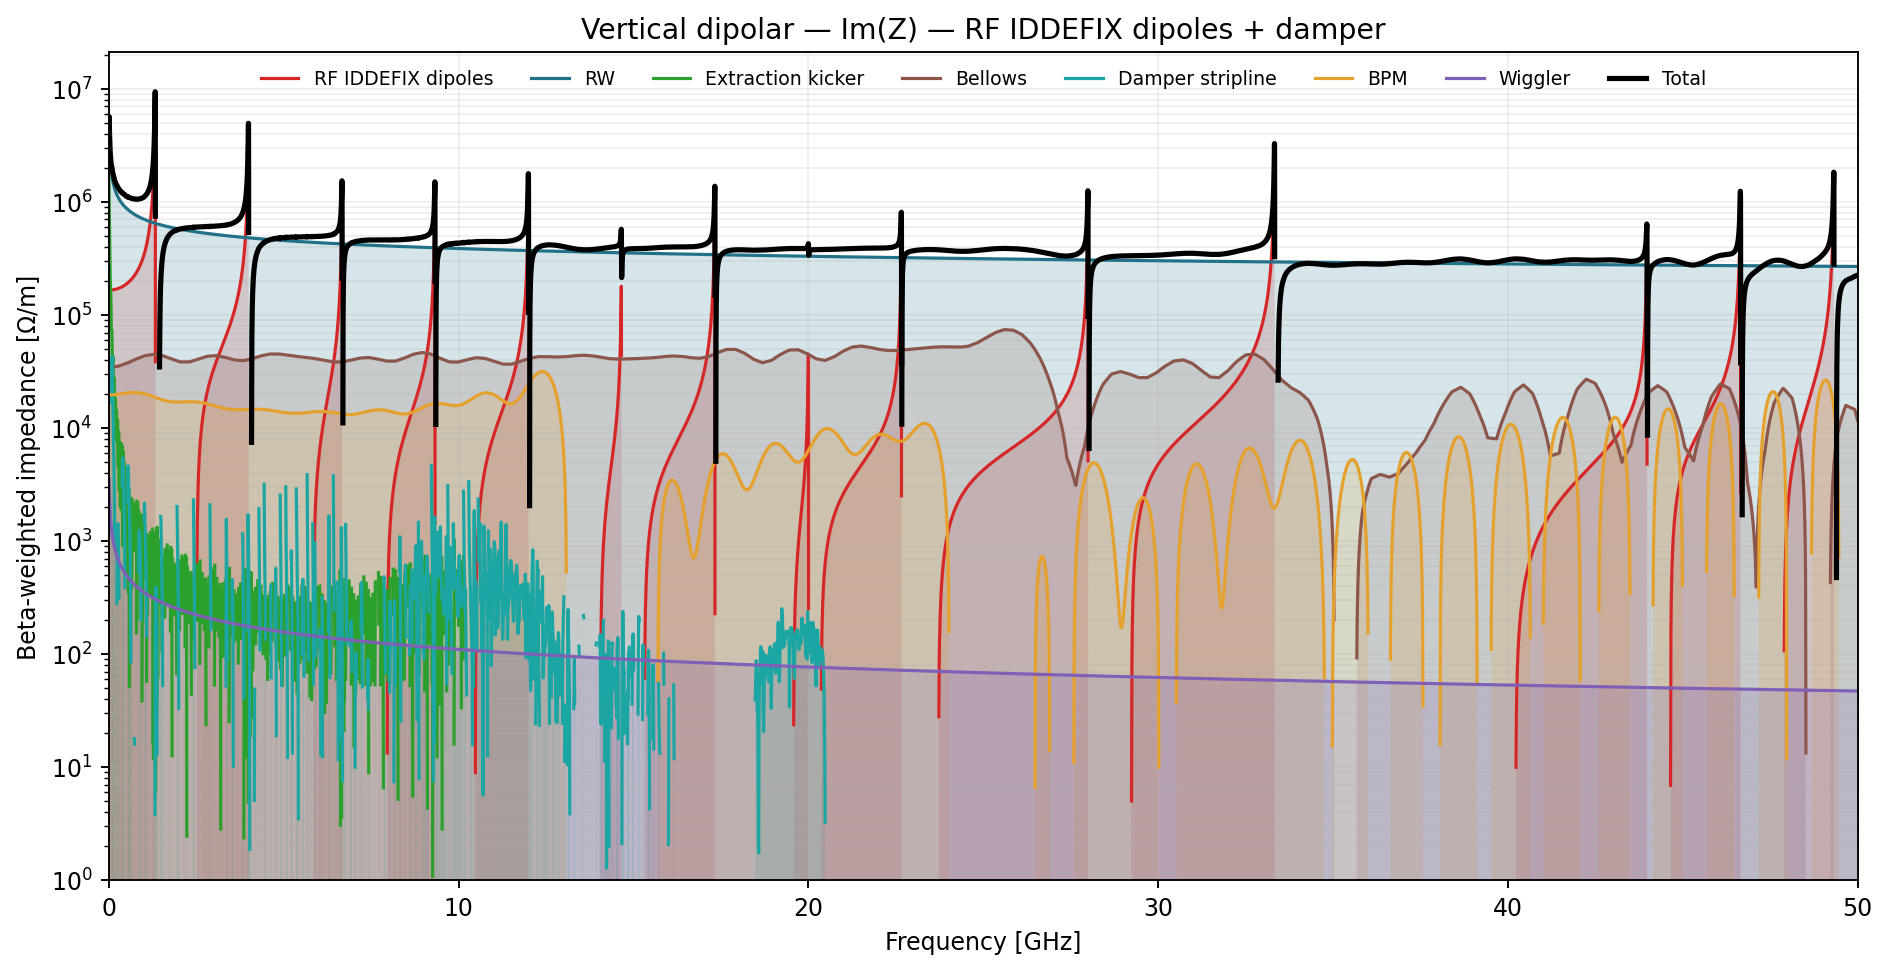 Vertical dipolar — Im(Z) — RF IDDEFIX dipoles + damper
RF IDDEFIX dipoles RW Extraction kicker Bellows Damper stripline BPM Wiggler Total
Beta-weighted impedance [Ω/m]
10⁷
10⁶
10⁵
10⁴
10³
10²
10¹
10⁰
0 10 20 30 40 50
Frequency [GHz]